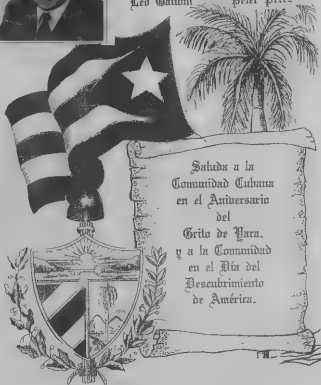 Saluda a la
Comunidad Cubana
en el Aniversario
del
Grito de Yara.
y a la Comunidad
en el Día del
Descubrimiento
de América.